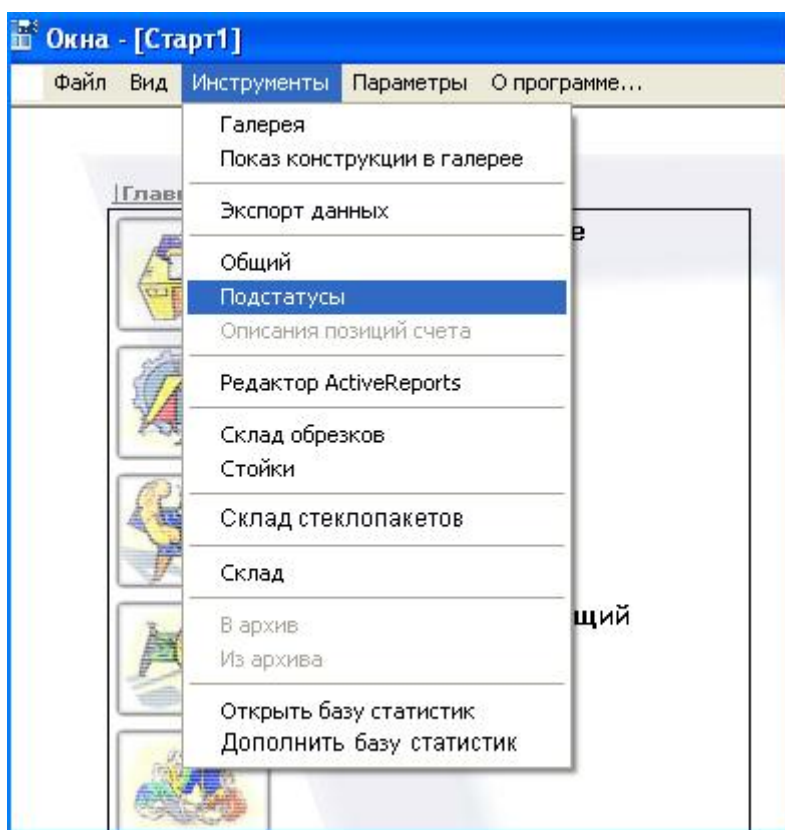 Окна - [Старт1]
Файл Вид Инструменты Параметры О программе...
Галерея
Показ конструкции в галерее
Экспорт данных
Общий
Подстатусы
Описания позиций счета
Редактор ActiveReports
Склад обрезков
Стойки
Склад стеклопакетов
Склад
В архив
Из архива
Открыть базу статистик
Дополнить базу статистик